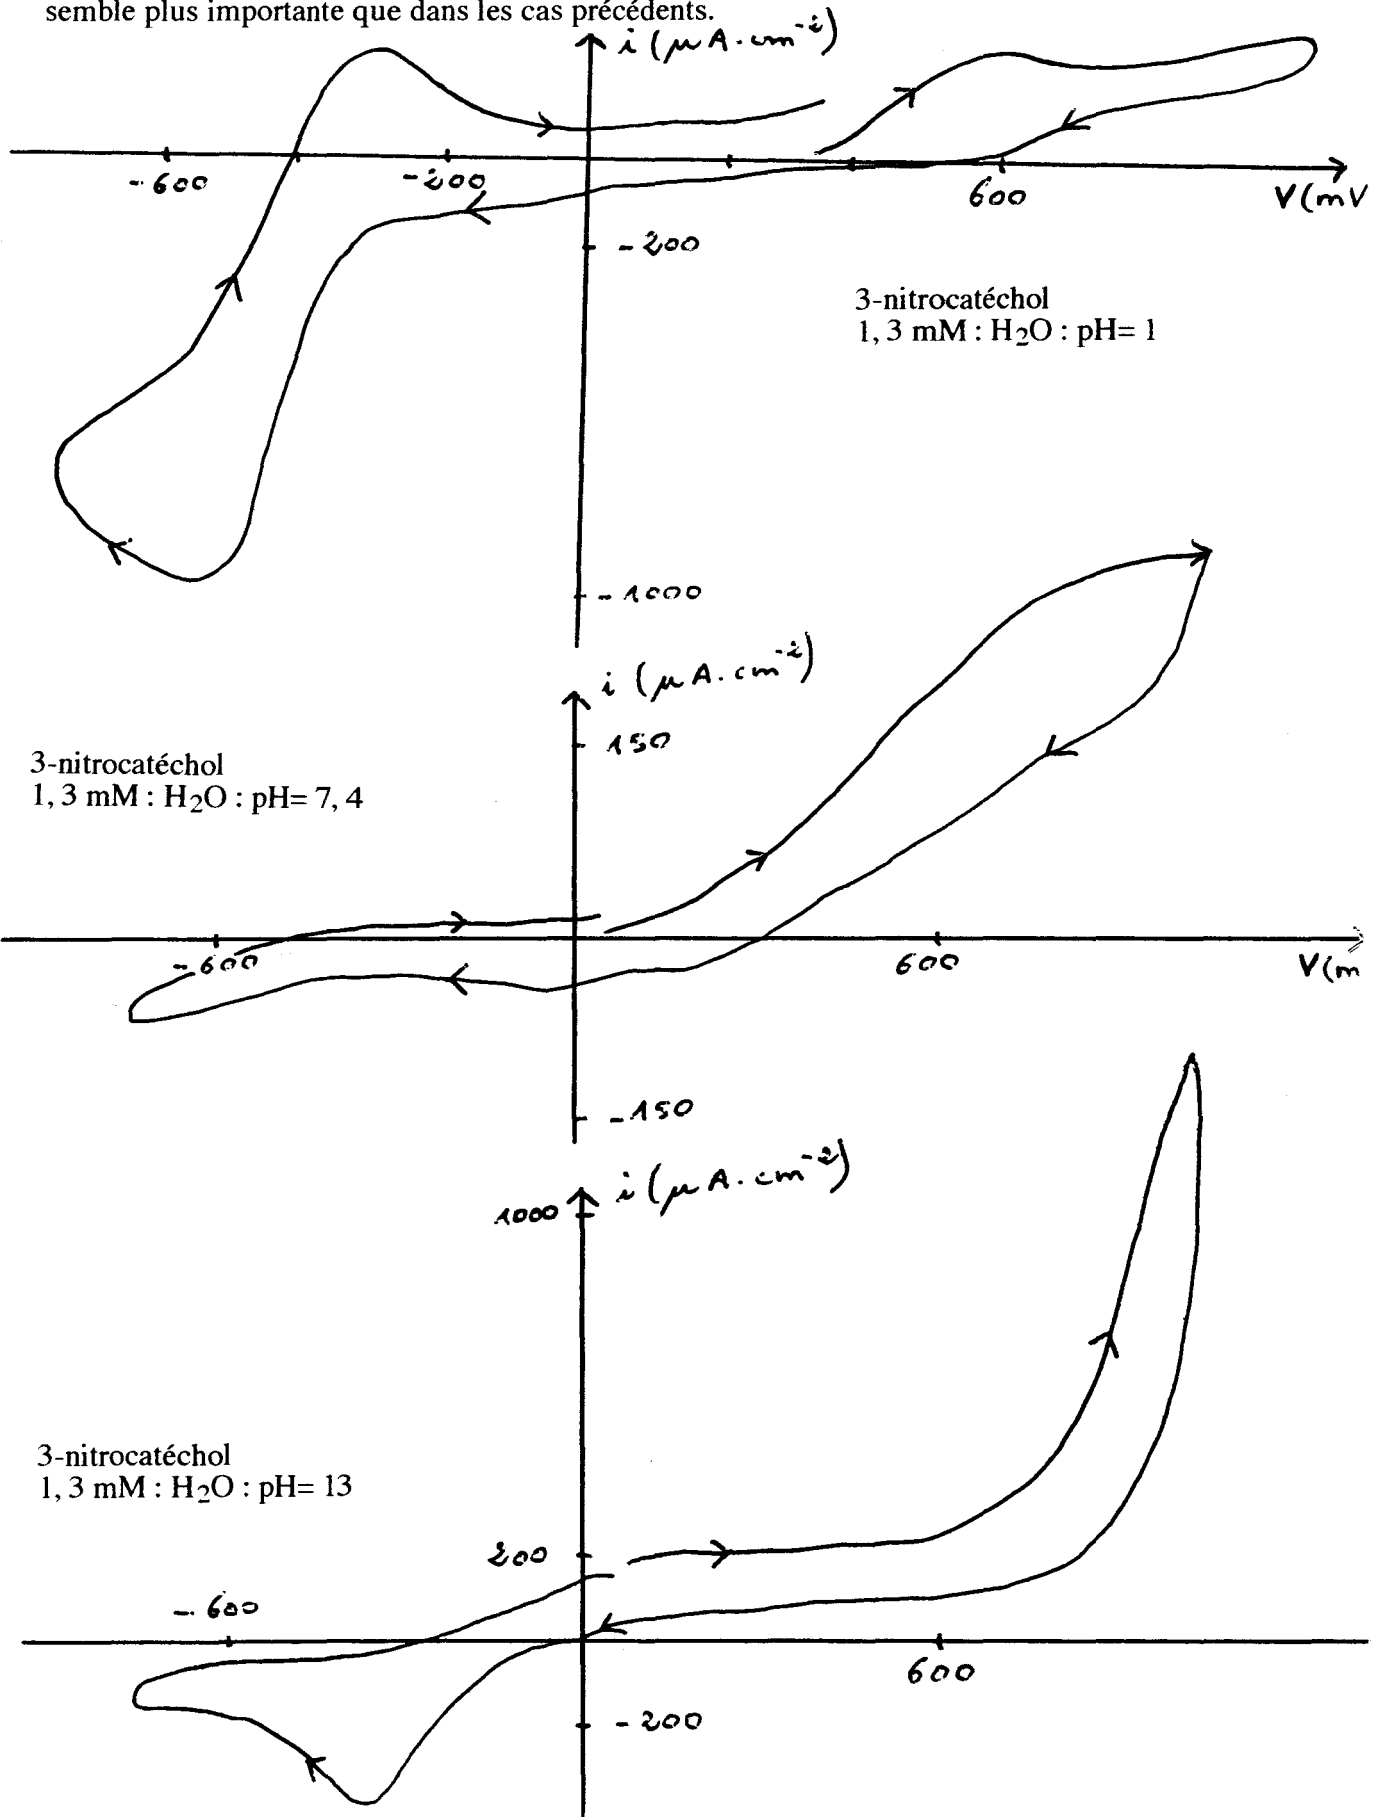 semble plus importante que dans les cas précédents.
i (μA.cm⁻²)
-600
-200
600
V(mV
-200
3-nitrocatéchol
1,3 mM : H₂O : pH= 1
-1000
i (μA.cm⁻²)
150
3-nitrocatéchol
1,3 mM : H₂O : pH= 7,4
-600
600
V(m
-150
i (μA.cm⁻²)
1000
3-nitrocatéchol
1,3 mM : H₂O : pH= 13
200
-600
600
-200